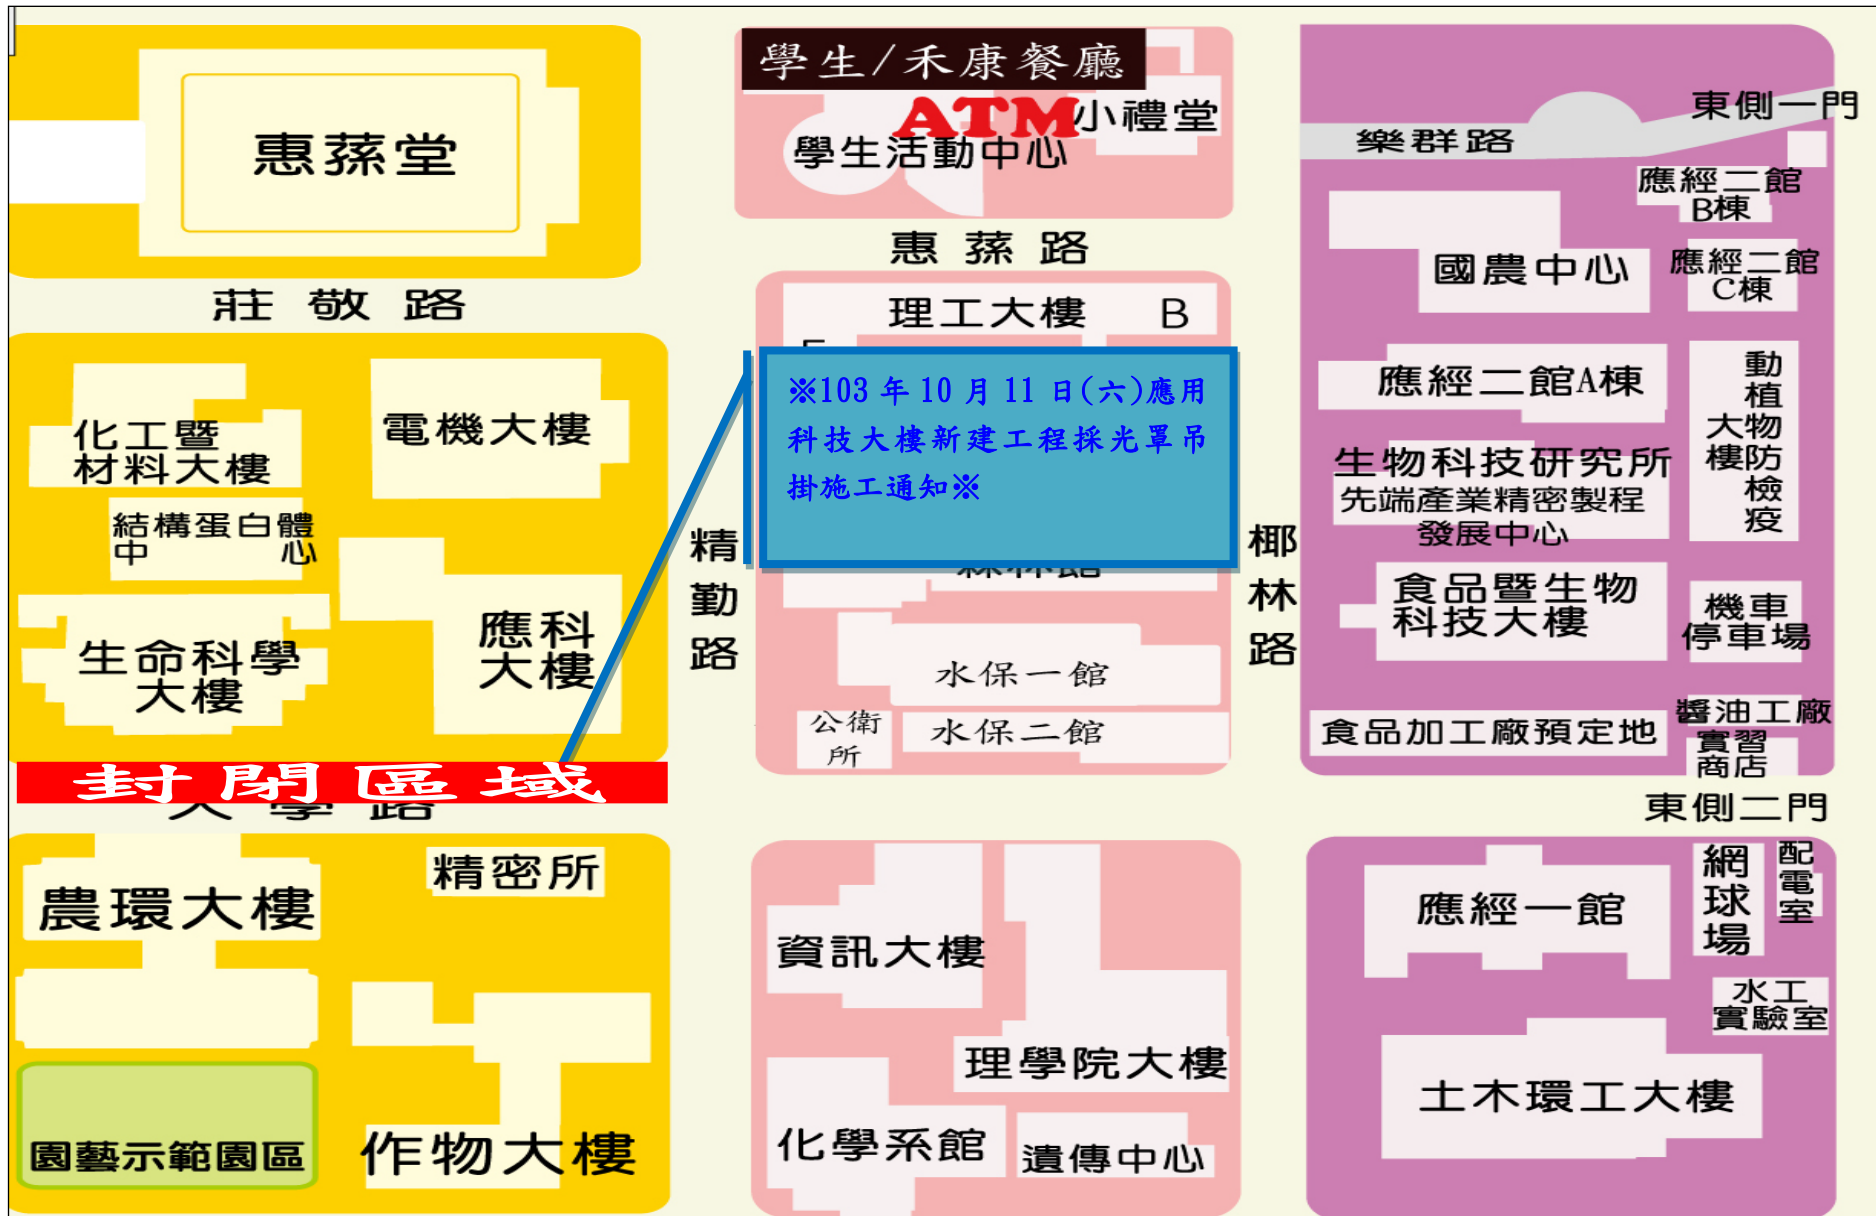 學生/禾康餐廳
ATM
小禮堂
學生活動中心
惠蓀堂
東側一門
樂群路
應經二館
B棟
惠蓀路
國農中心
應經二館
C棟
莊敬路
理工大樓 B
※103年10月11日(六)應用
科技大樓新建工程採光罩吊
掛施工通知※
化工暨
材料大樓
電機大樓
結構蛋白體
中心
生命科學
大樓
應科
大樓
精勤路
椰林路
水保一館
公衛
所
水保二館
應經二館A棟
動植物防檢疫
大樓
生物科技研究所
先端產業精密製程
發展中心
食品暨生物
科技大樓
機車
停車場
食品加工廠預定地
醬油工廠
實習
商店
封閉區域
東側二門
農環大樓
精密所
園藝示範園區
作物大樓
資訊大樓
理學院大樓
化學系館
遺傳中心
應經一館
網球場
配電室
水工
實驗室
土木環工大樓